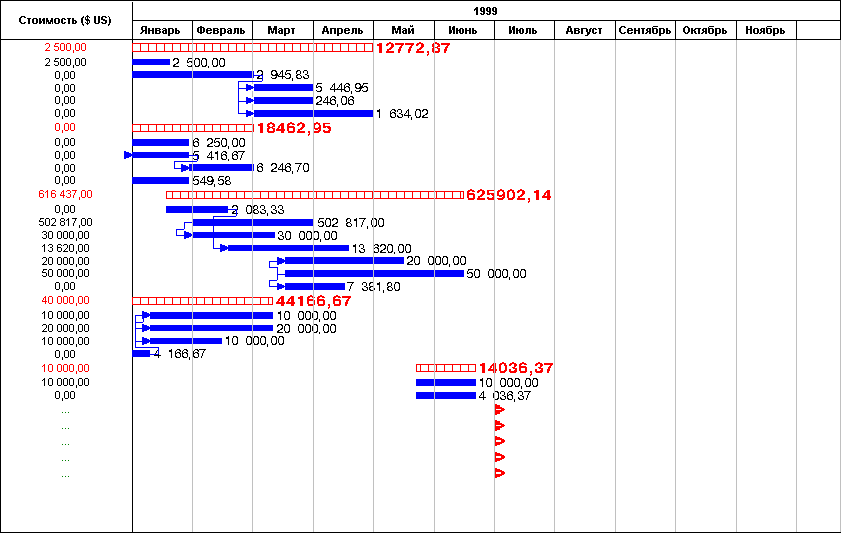 1999
Стоимость ($ US)
Январь Февраль Март Апрель Май Июнь Июль Август Сентябрь Октябрь Ноябрь
2 500,00 12772,87
2 500,00 2 500,00
0,00 2 945,83
0,00 5 446,95
0,00 246,06
0,00 1 634,02
0,00 18462,95
0,00 6 250,00
0,00 5 416,67
0,00 6 246,70
0,00 549,58
616 437,00 625902,14
0,00 2 083,33
502 817,00 502 817,00
30 000,00 30 000,00
13 620,00 13 620,00
20 000,00 20 000,00
50 000,00 50 000,00
0,00 7 381,80
40 000,00 44166,67
10 000,00 10 000,00
20 000,00 20 000,00
10 000,00 10 000,00
0,00 4 166,67
10 000,00 14036,37
10 000,00 10 000,00
0,00 4 036,37
...
...
...
...
...